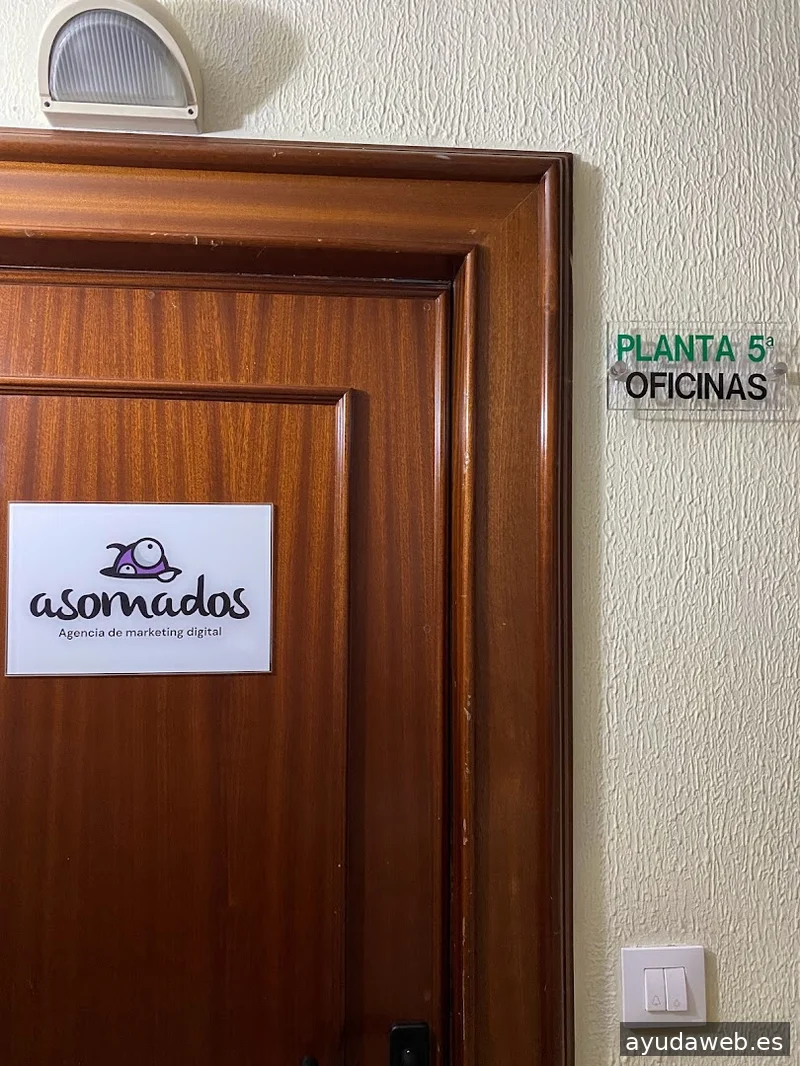 asomados
Agencia de marketing digital
PLANTA 5ª
OFICINAS
ayudaweb.es